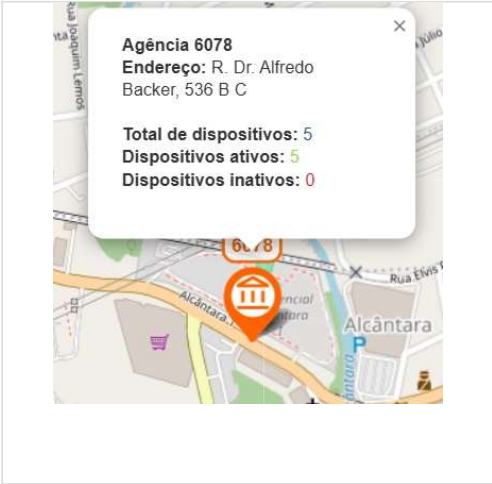 Rua Joaquim Lemos
×
Agência 6078
Endereço: R. Dr. Alfredo
Backer, 536 B C
Total de dispositivos: 5
Dispositivos ativos: 5
Dispositivos inativos: 0
6078
Rua Elvis
Alcântara
Alcântara
P